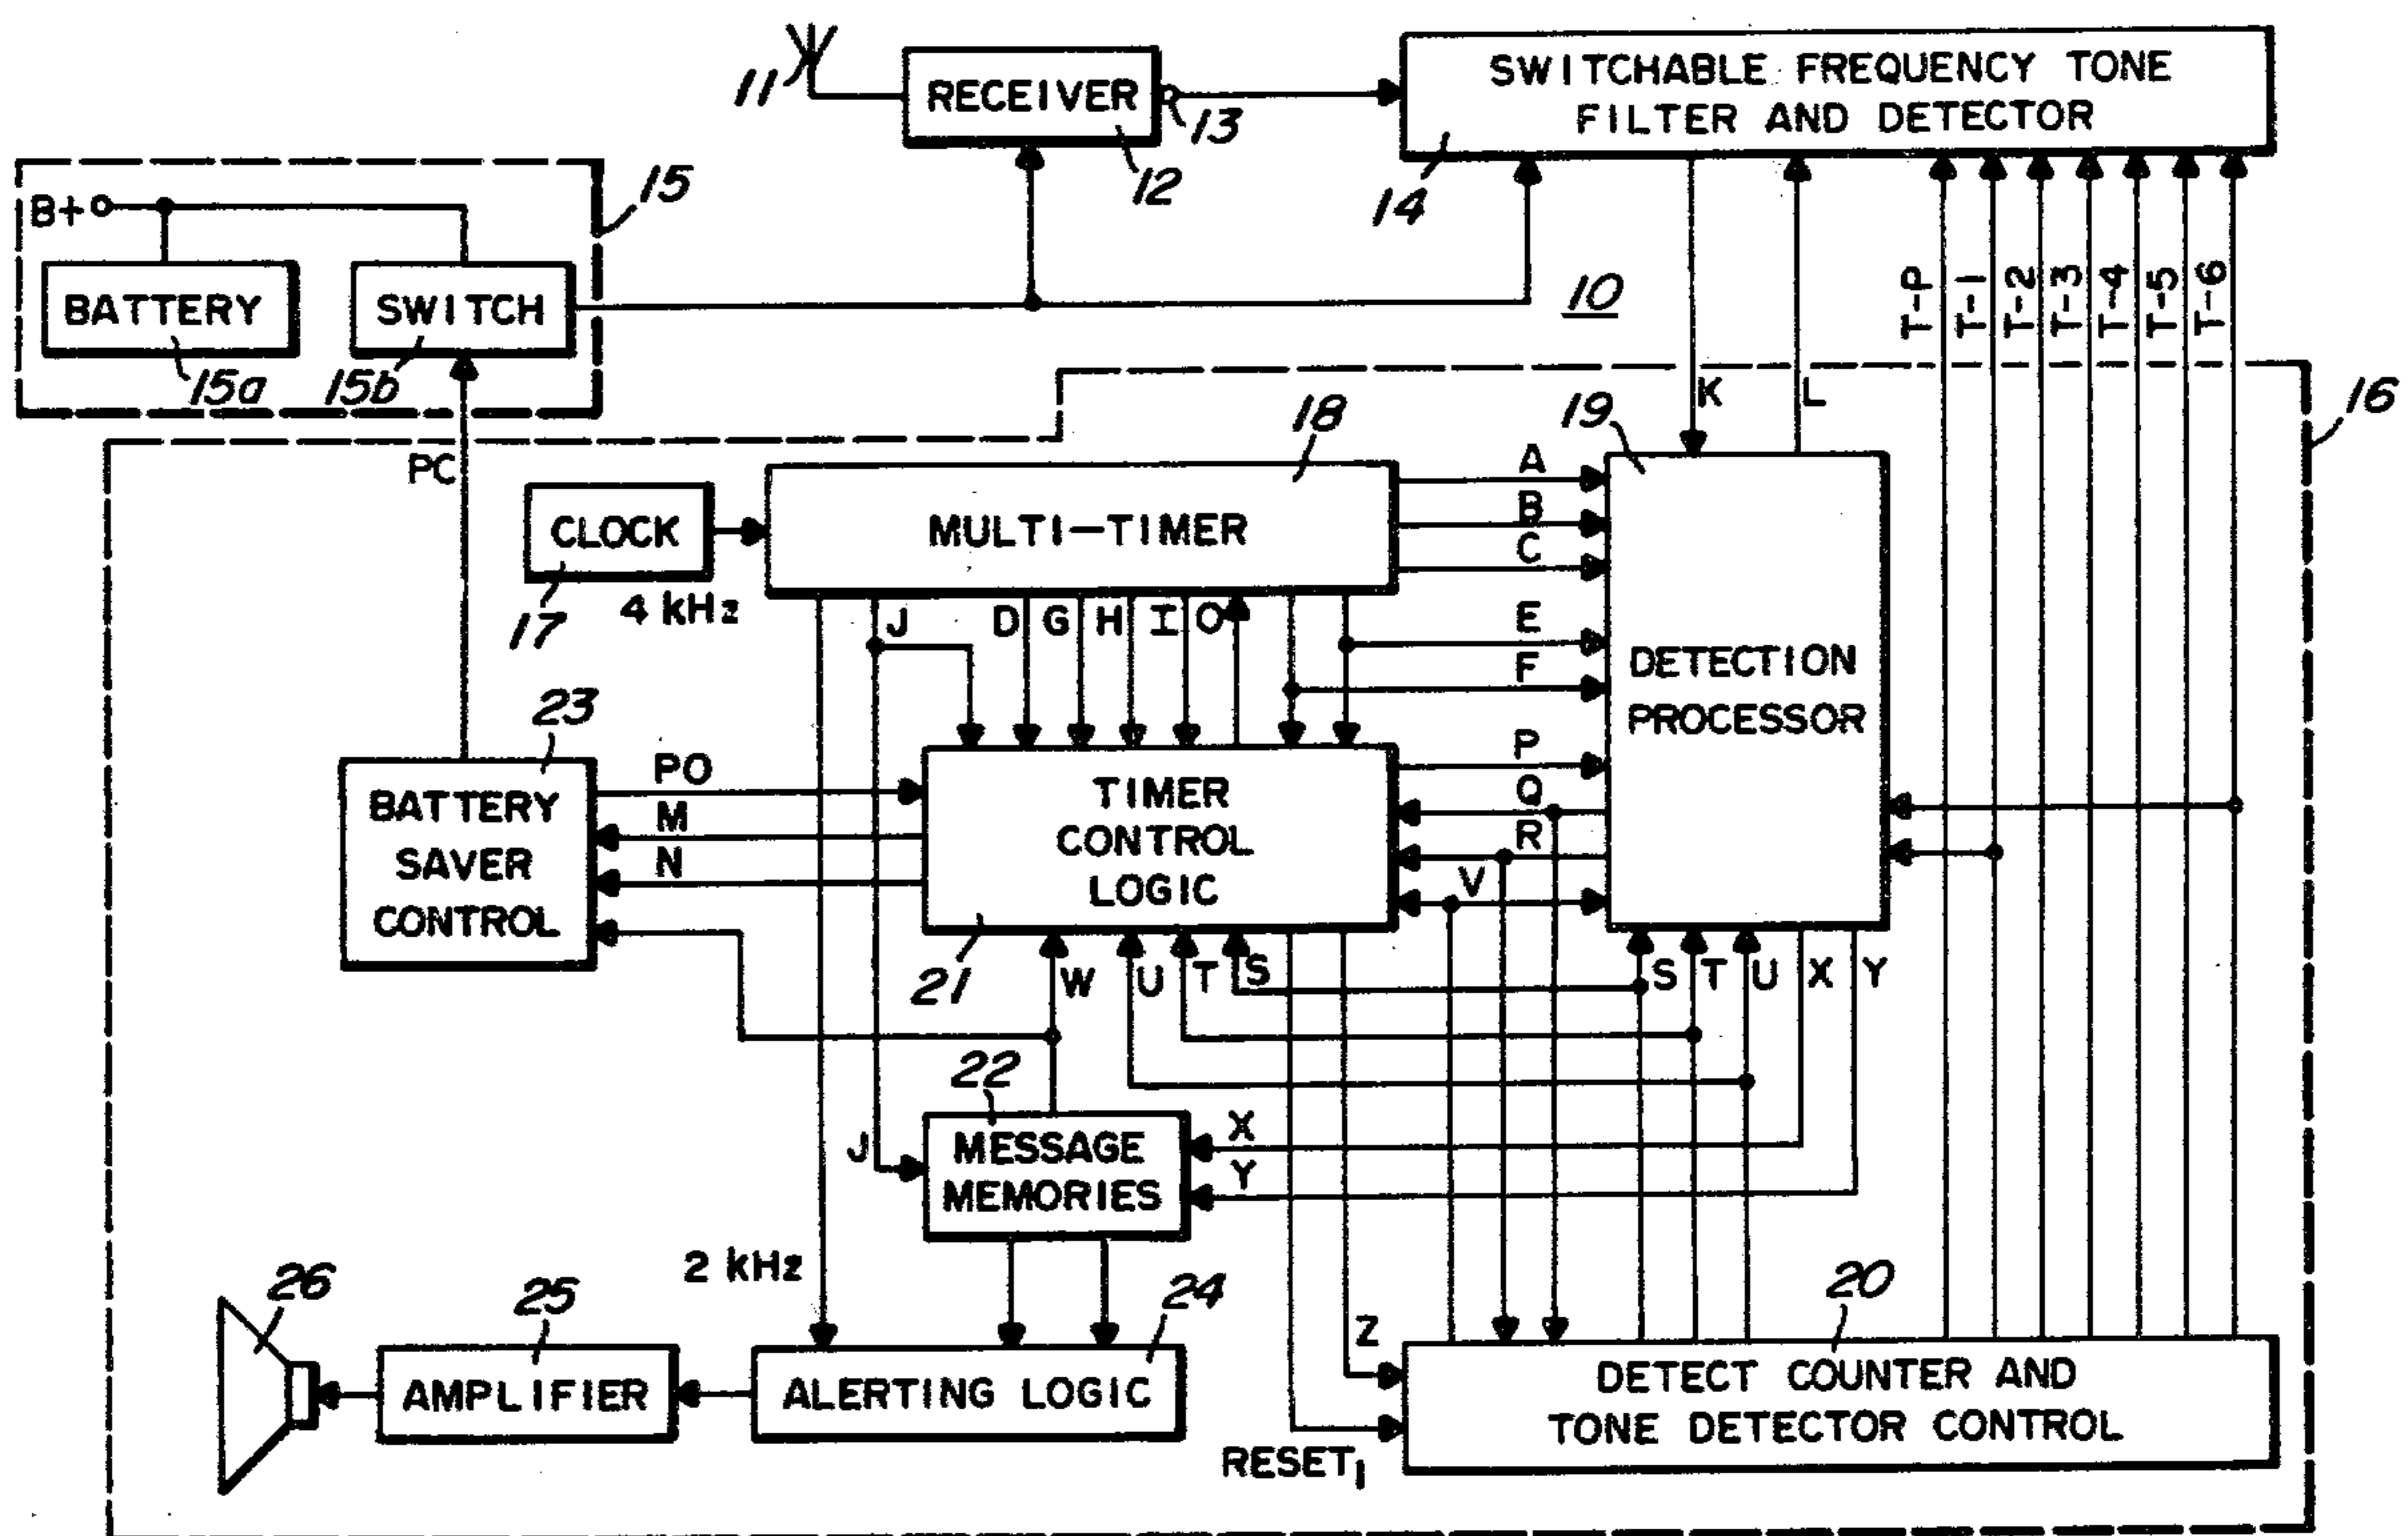 11
RECEIVER
13
12
SWITCHABLE FREQUENCY TONE
FILTER AND DETECTOR
14
15
B+
BATTERY
SWITCH
15a
15b
10
T-P
T-1
T-2
T-3
T-4
T-5
T-6
K
L
16
PC
18
19
CLOCK
17
4 kHz
MULTI-TIMER
A
B
C
J
D
G
H
I
O
E
F
DETECTION
PROCESSOR
23
BATTERY
SAVER
CONTROL
PO
M
N
TIMER
CONTROL
LOGIC
21
P
Q
R
V
W
U
T
S
S
T
U
X
Y
22
J
MESSAGE
MEMORIES
X
Y
2 kHz
26
25
AMPLIFIER
24
ALERTING LOGIC
Z
RESET1
20
DETECT COUNTER AND
TONE DETECTOR CONTROL